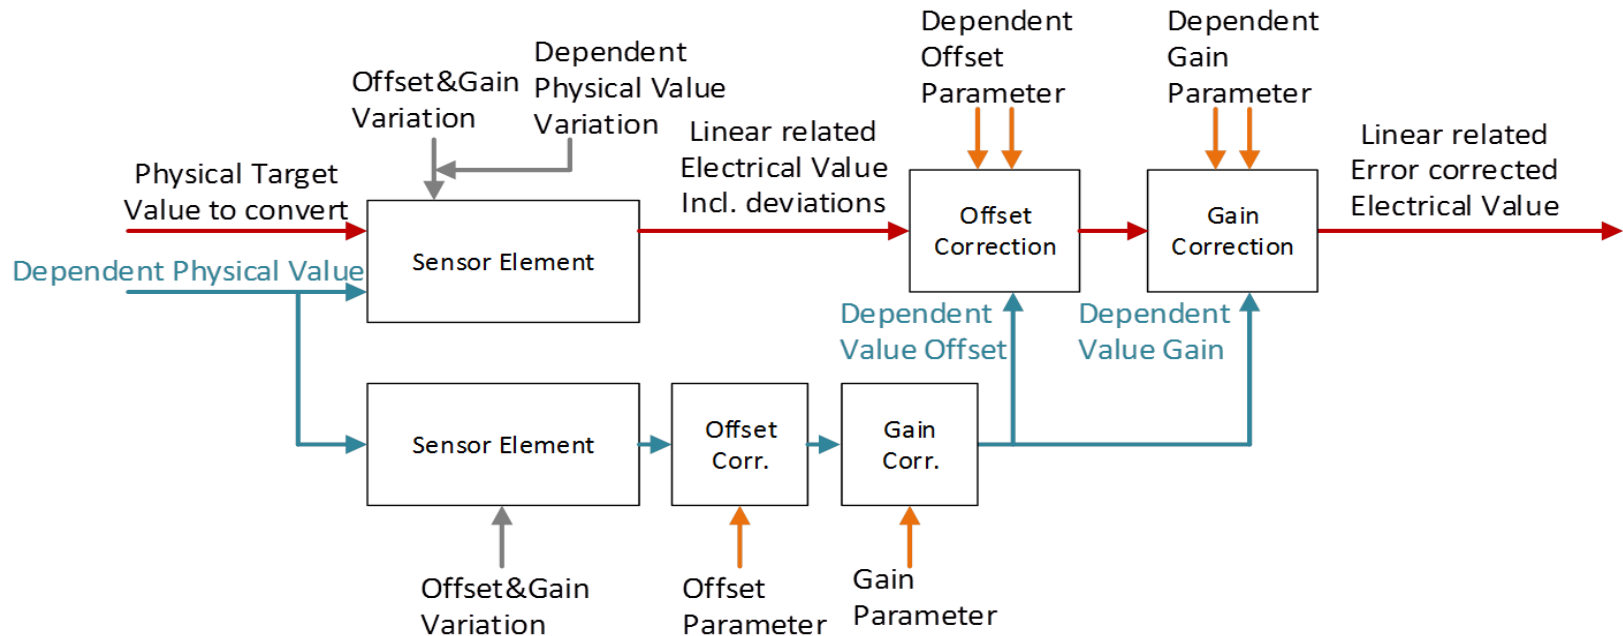 Dependent
Offset
Parameter
Dependent
Gain
Parameter
Dependent
Physical Value
Variation
Offset&Gain
Variation
Linear related
Electrical Value
Incl. deviations
Linear related
Error corrected
Electrical Value
Physical Target
Value to convert
Dependent Physical Value
Sensor Element
Offset
Correction
Gain
Correction
Dependent
Value Offset
Dependent
Value Gain
Sensor Element
Offset
Corr.
Gain
Corr.
Offset&Gain
Variation
Offset
Parameter
Gain
Parameter